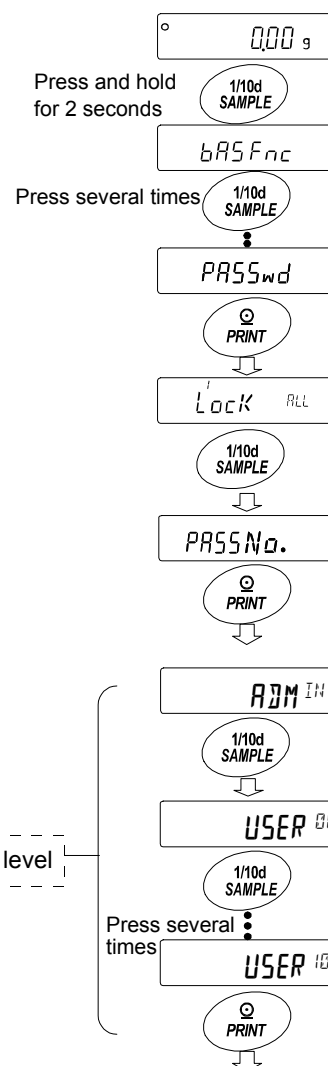 0.00 g
Press and hold
for 2 seconds
1/10d
SAMPLE
bASFnc
Press several times
1/10d
SAMPLE
PASSwd
PRINT
Lock ALL
1/10d
SAMPLE
PASSNo.
PRINT
ADMIN
1/10d
SAMPLE
USER
level
1/10d
SAMPLE
Press several
times
USER 10
PRINT